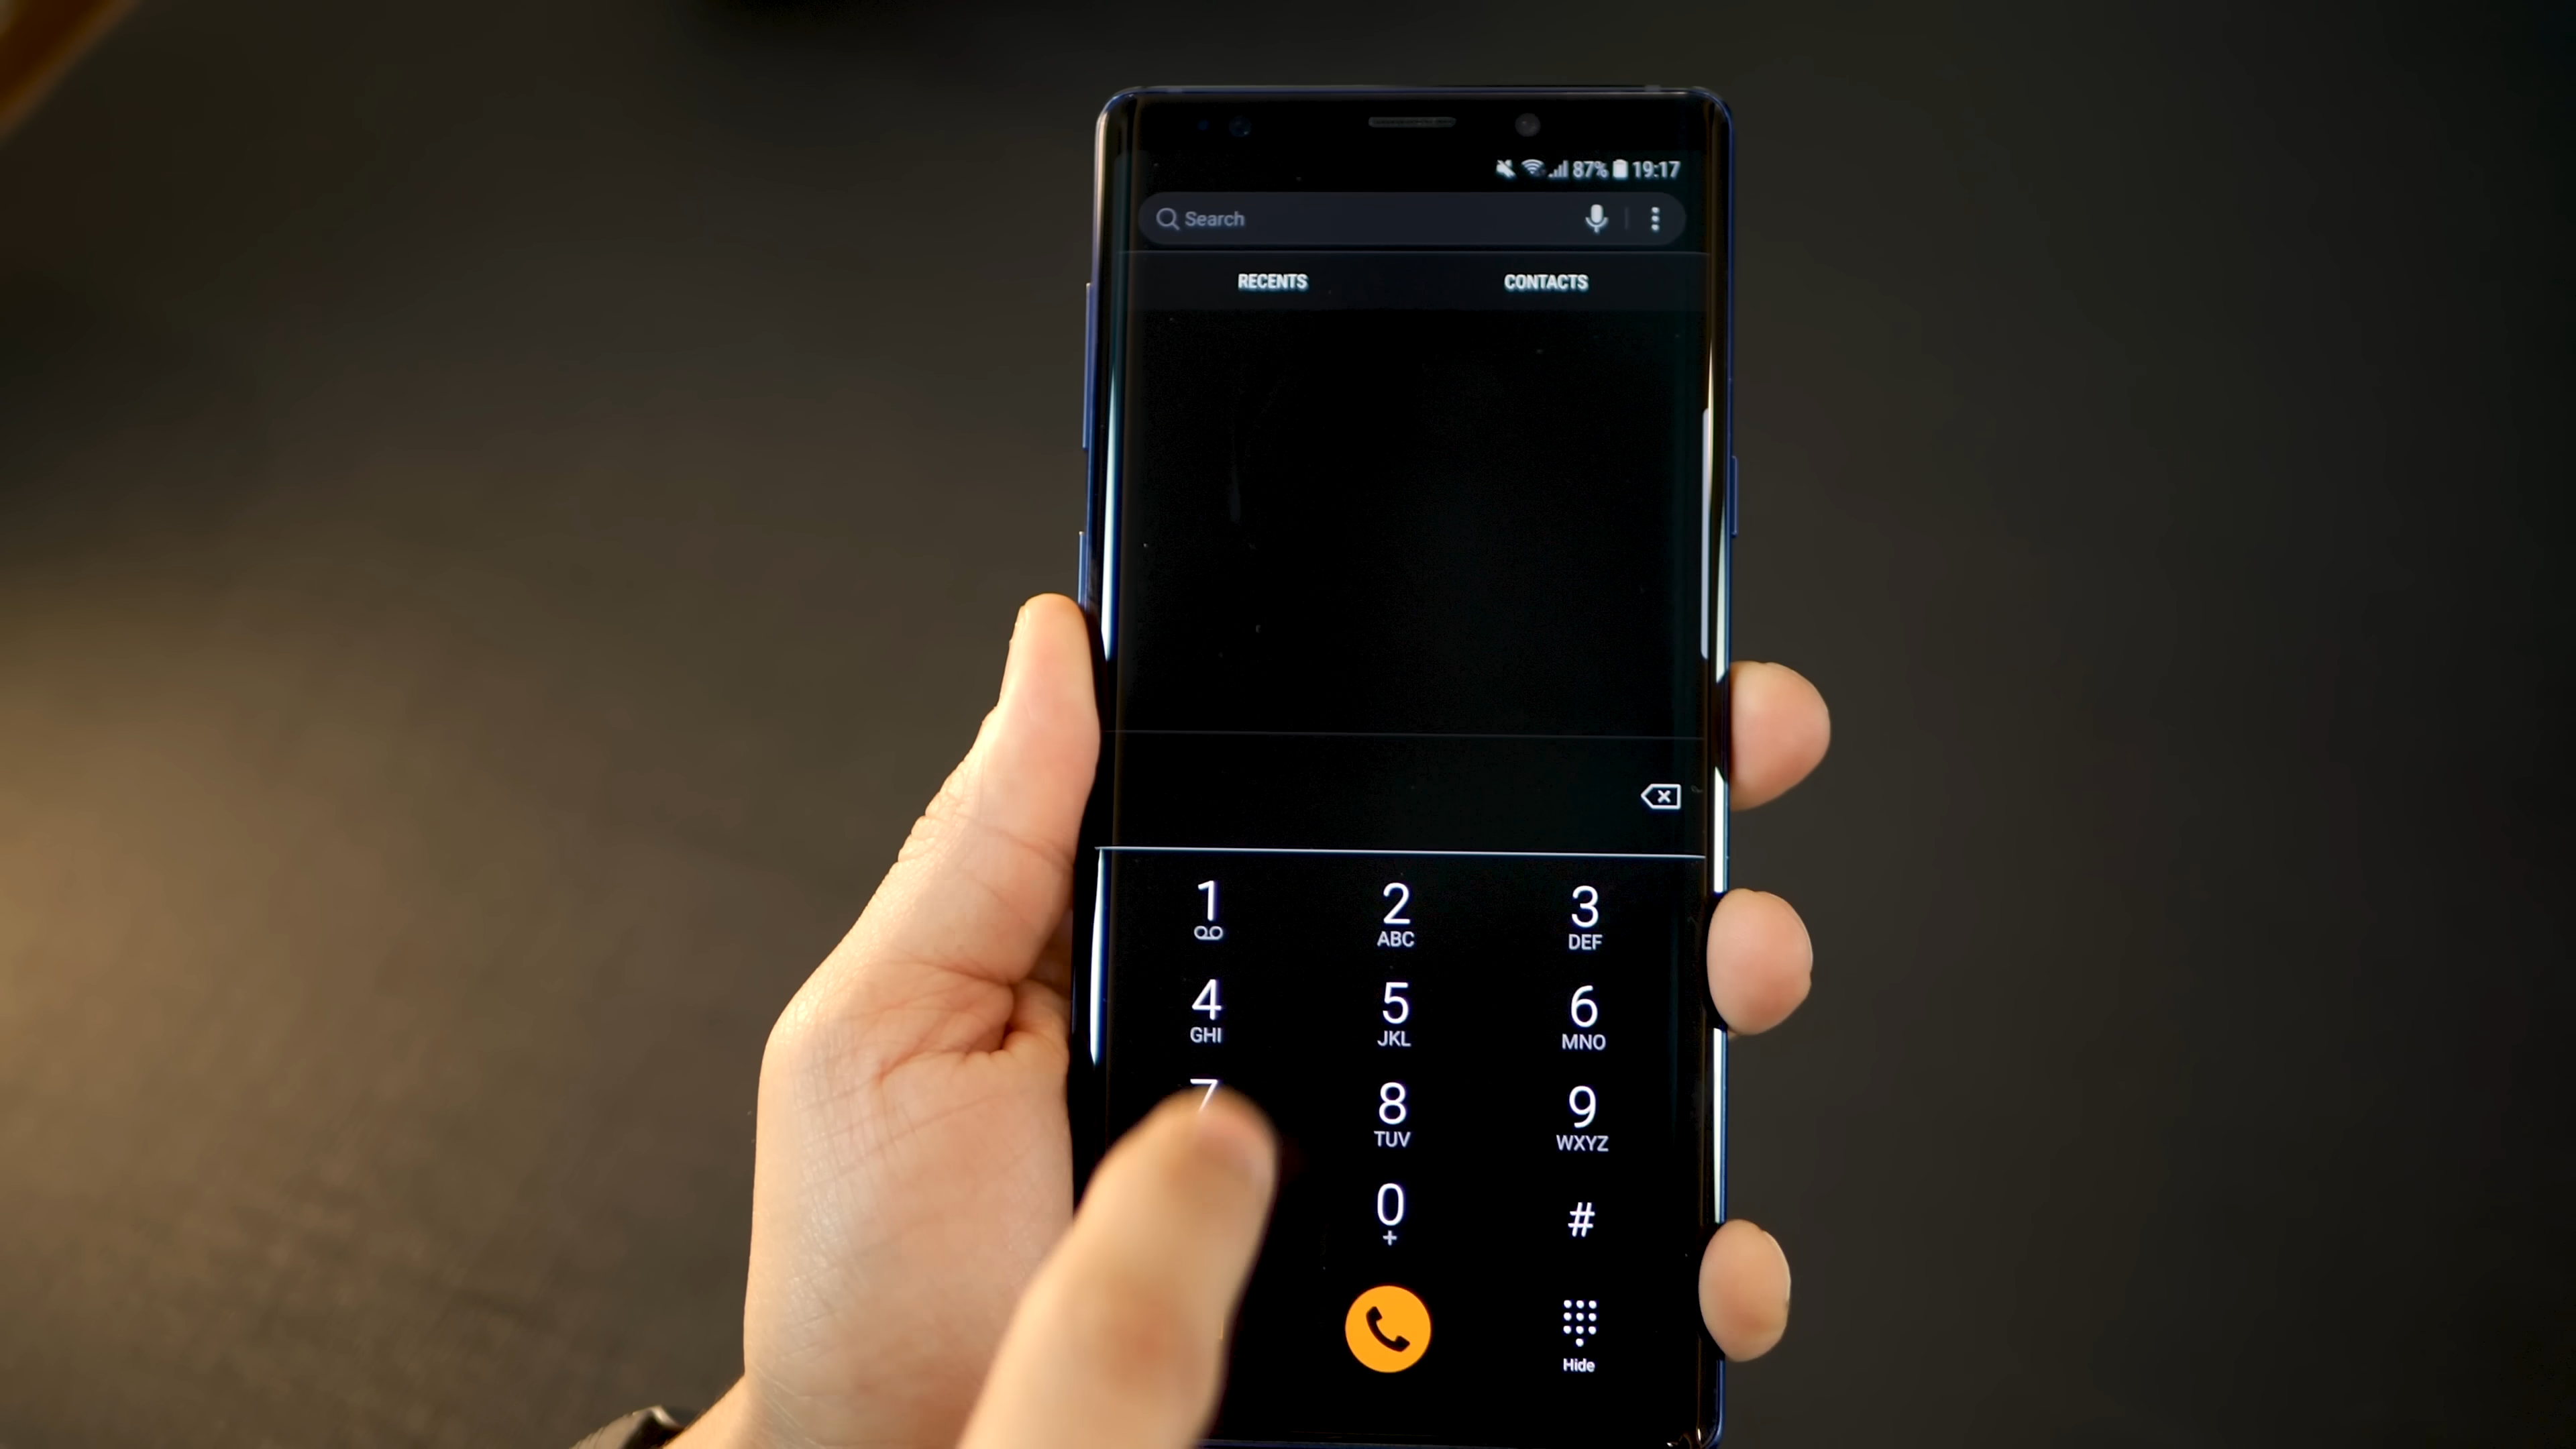 87% 19:17
Search
RECENTS CONTACTS
1 2 3
ABC DEF
4 5 6
GHI JKL MNO
7 8 9
TUV WXYZ
0 #
+
Hide